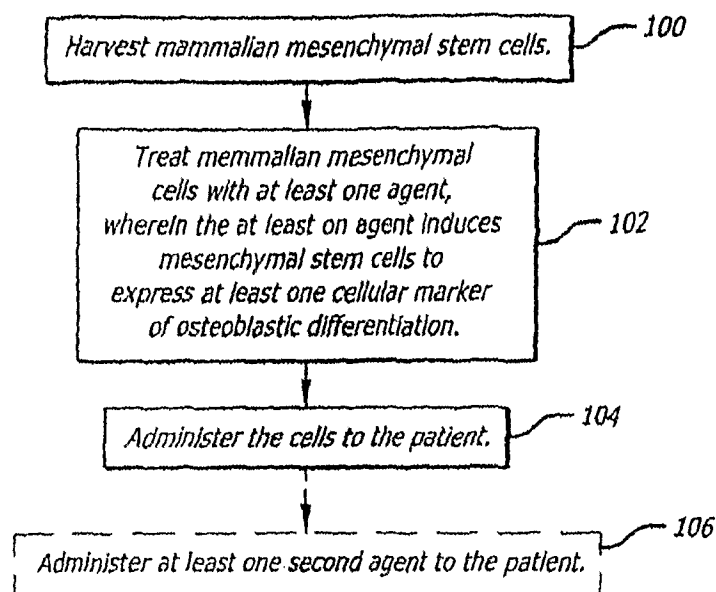 Harvest mammalian mesenchymal stem cells.
100
Treat memmalian mesenchymal
cells with at least one agent,
wherein the at least on agent induces
mesenchymal stem cells to
express at least one cellular marker
of osteoblastic differentiation.
102
Administer the cells to the patient.
104
Administer at least one second agent to the patient.
106